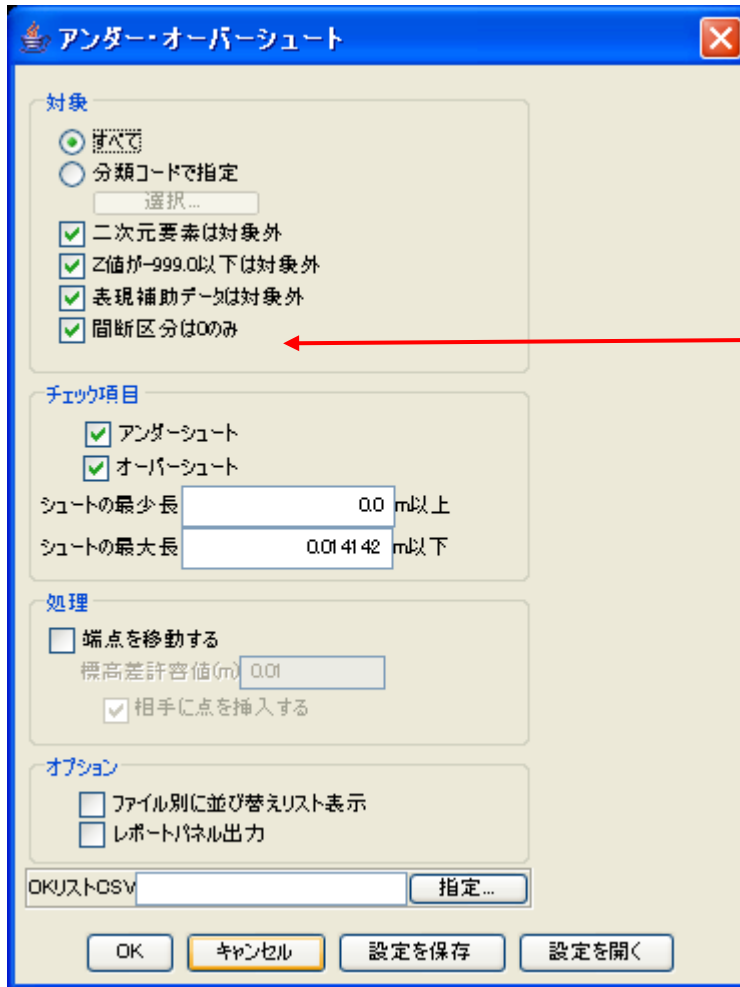 アンダー・オーバーシュート
対象
すべて
分類コードで指定
選択...
二次元要素は対象外
Z値が-999.0以下は対象外
表現補助データは対象外
間断区分は0のみ
チェック項目
アンダーシュート
オーバーシュート
シュートの最少長 0.0 m以上
シュートの最大長 0.014142 m以下
処理
端点を移動する
標高差許容値(m) 0.01
相手に点を挿入する
オプション
ファイル別に並び替えリスト表示
レポートパネル出力
OKリストCSV 指定...
OK キャンセル 設定を保存 設定を開く